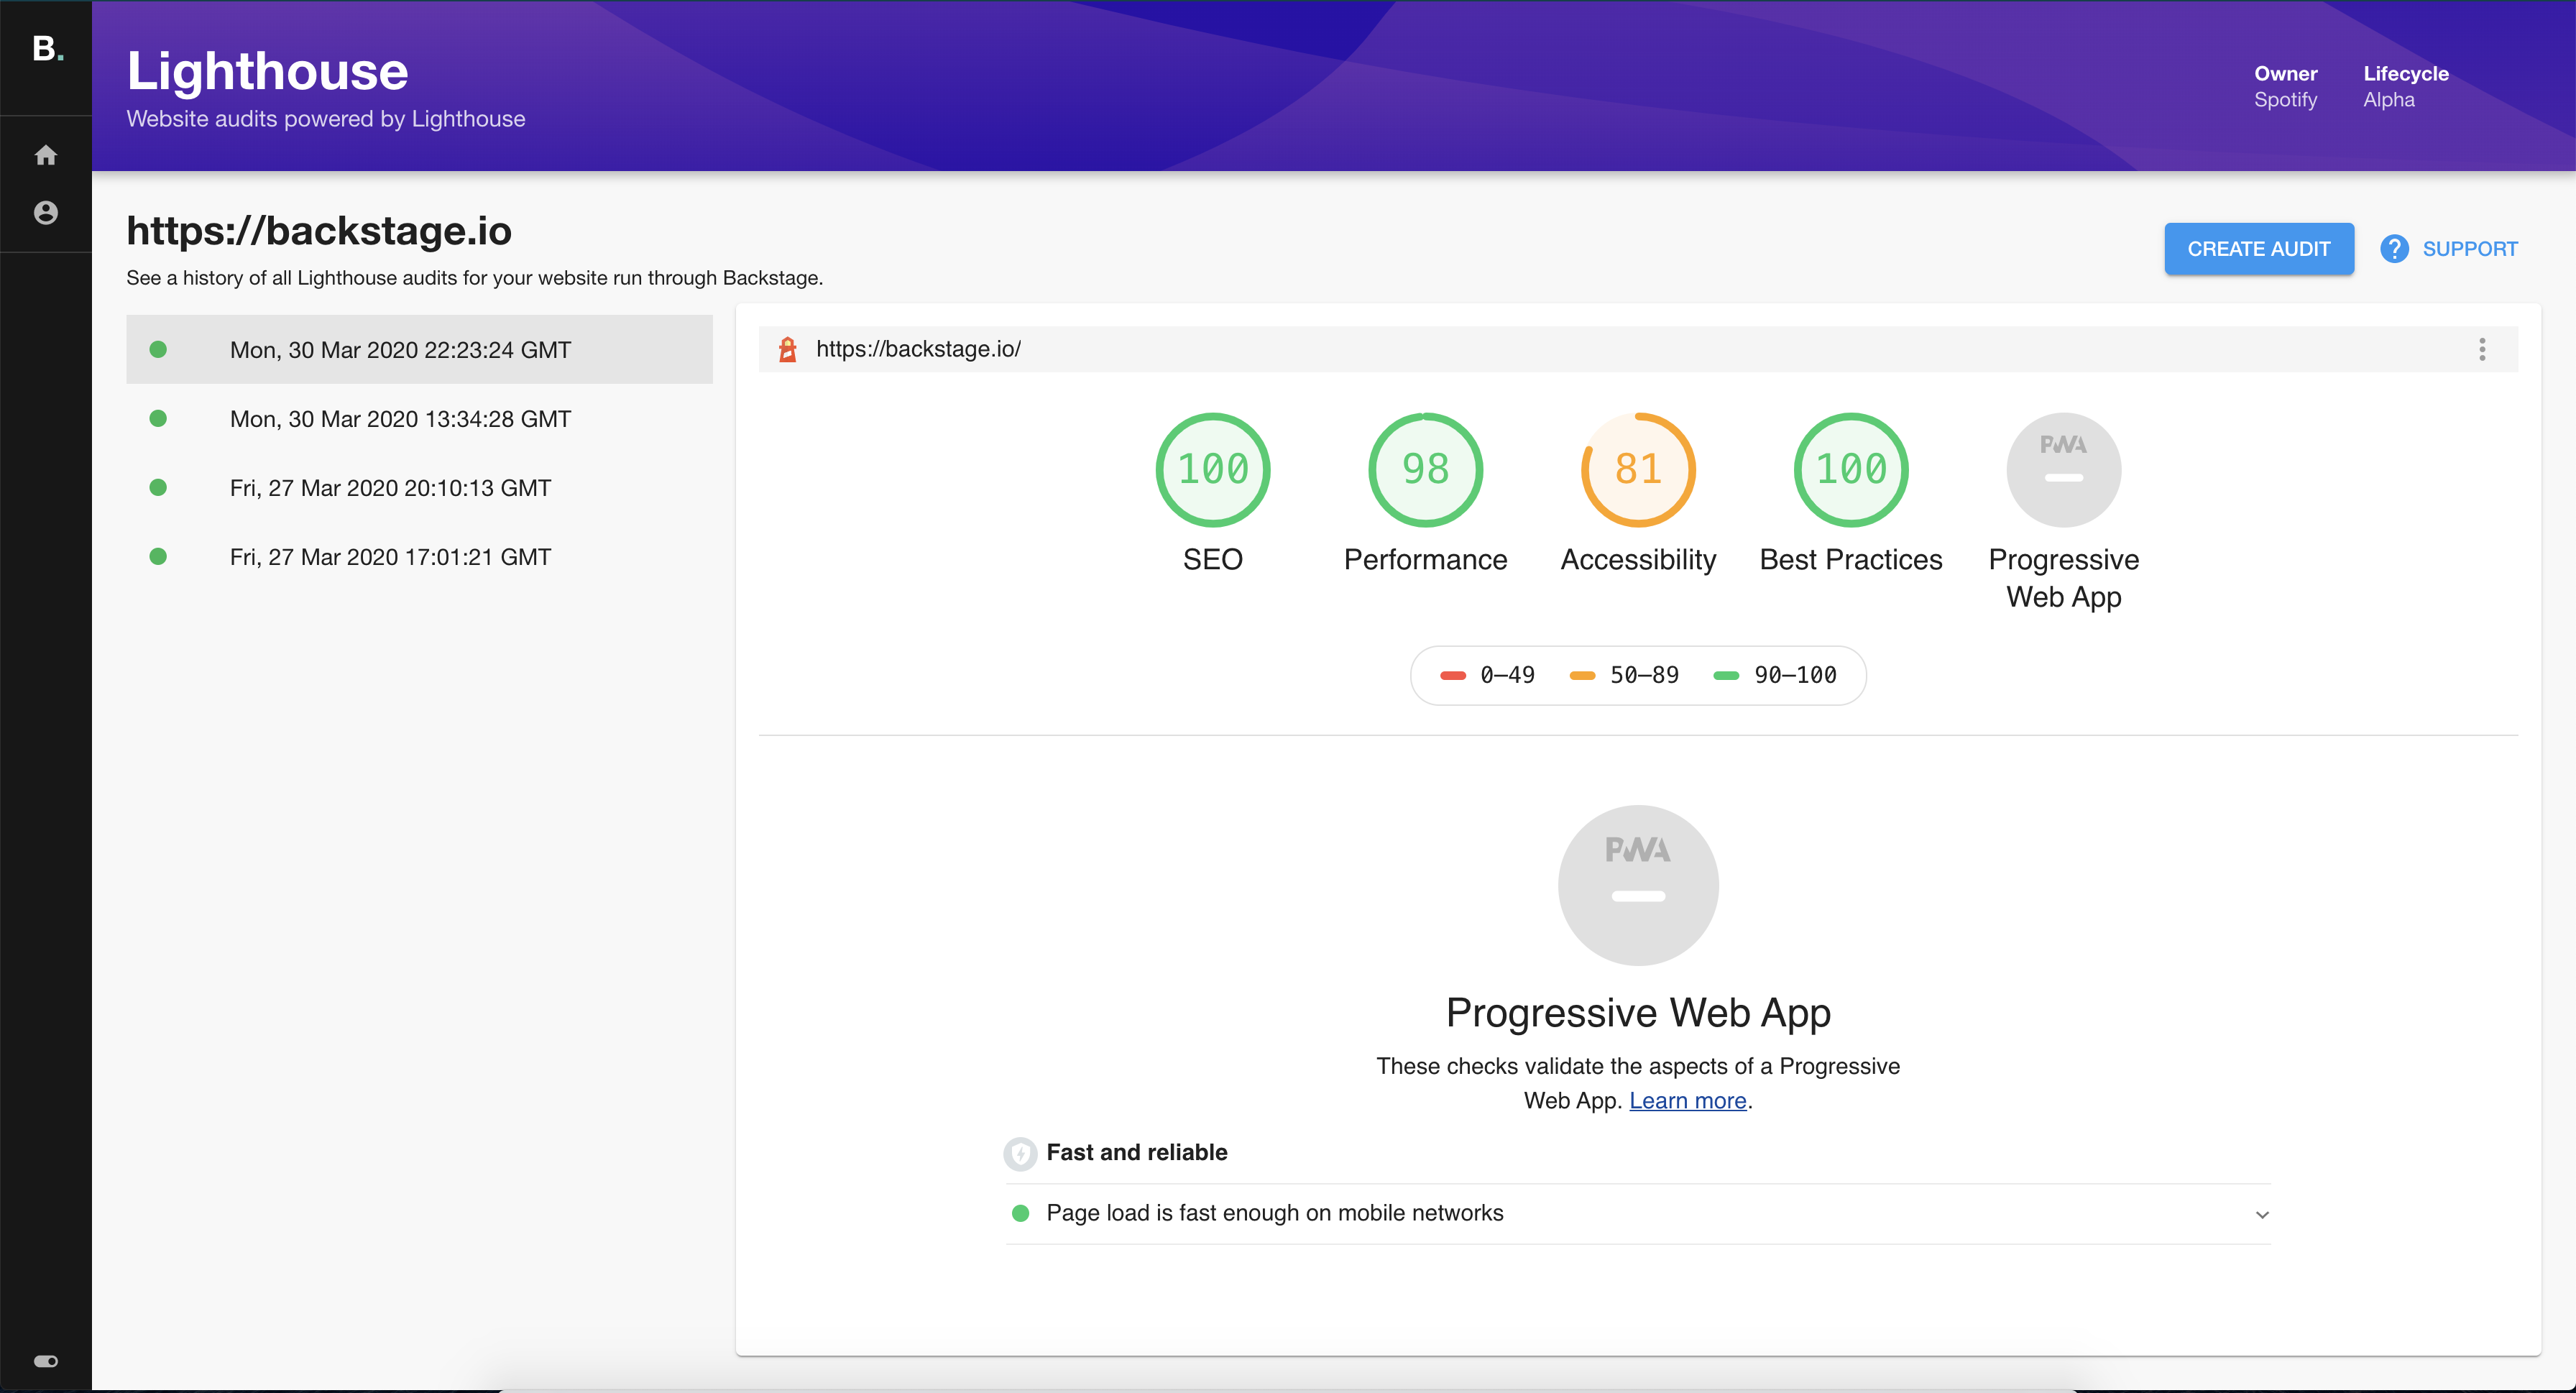 B.
Lighthouse
Website audits powered by Lighthouse
Owner
Spotify
Lifecycle
Alpha
https://backstage.io
See a history of all Lighthouse audits for your website run through Backstage.
CREATE AUDIT
? SUPPORT
Mon, 30 Mar 2020 22:23:24 GMT
Mon, 30 Mar 2020 13:34:28 GMT
Fri, 27 Mar 2020 20:10:13 GMT
Fri, 27 Mar 2020 17:01:21 GMT
https://backstage.io/
100
SEO
98
Performance
81
Accessibility
100
Best Practices
PWA
Progressive
Web App
0–49 50–89 90–100
PWA
Progressive Web App
These checks validate the aspects of a Progressive
Web App. Learn more.
Fast and reliable
Page load is fast enough on mobile networks